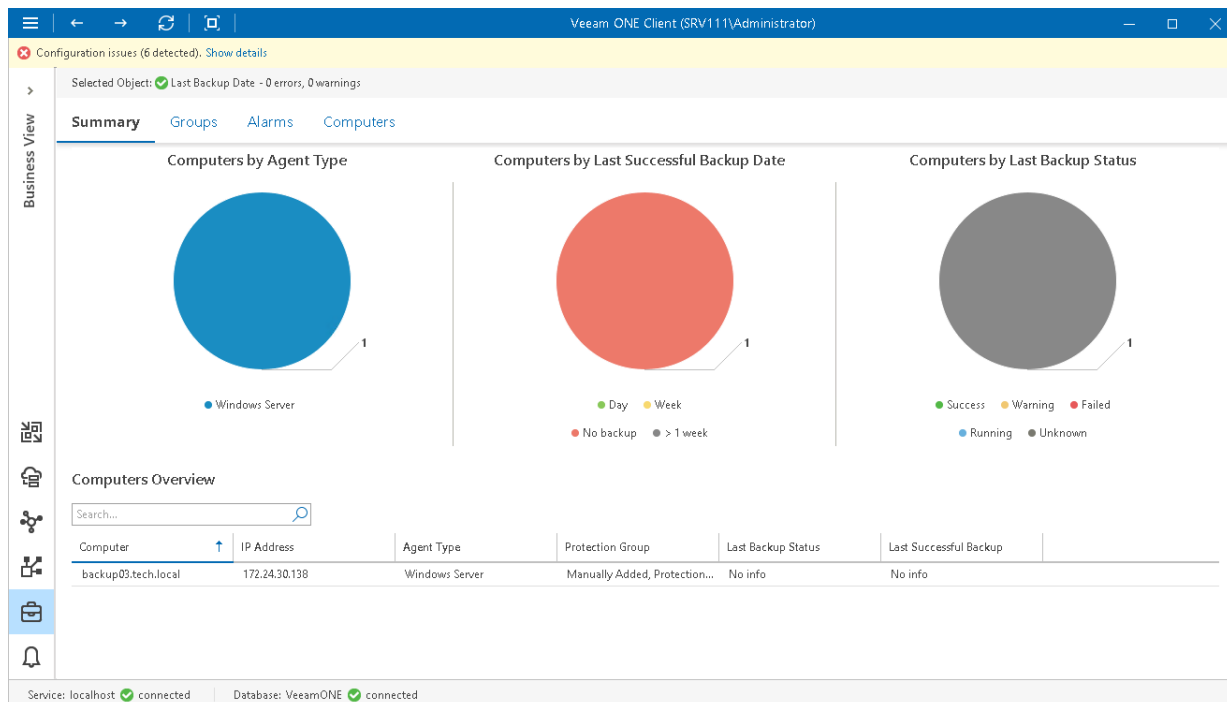 Veeam ONE Client (SRV111\Administrator)
Configuration issues (6 detected). Show details
Selected Object: Last Backup Date - 0 errors, 0 warnings
Business View
Summary Groups Alarms Computers
Computers by Agent Type
1
Windows Server
Computers by Last Successful Backup Date
1
Day Week
No backup > 1 week
Computers by Last Backup Status
1
Success Warning Failed
Running Unknown
Computers Overview
Search...
Computer IP Address Agent Type Protection Group Last Backup Status Last Successful Backup
backup03.tech.local 172.24.30.138 Windows Server Manually Added, Protection... No info No info
Service: localhost connected Database: VeeamONE connected